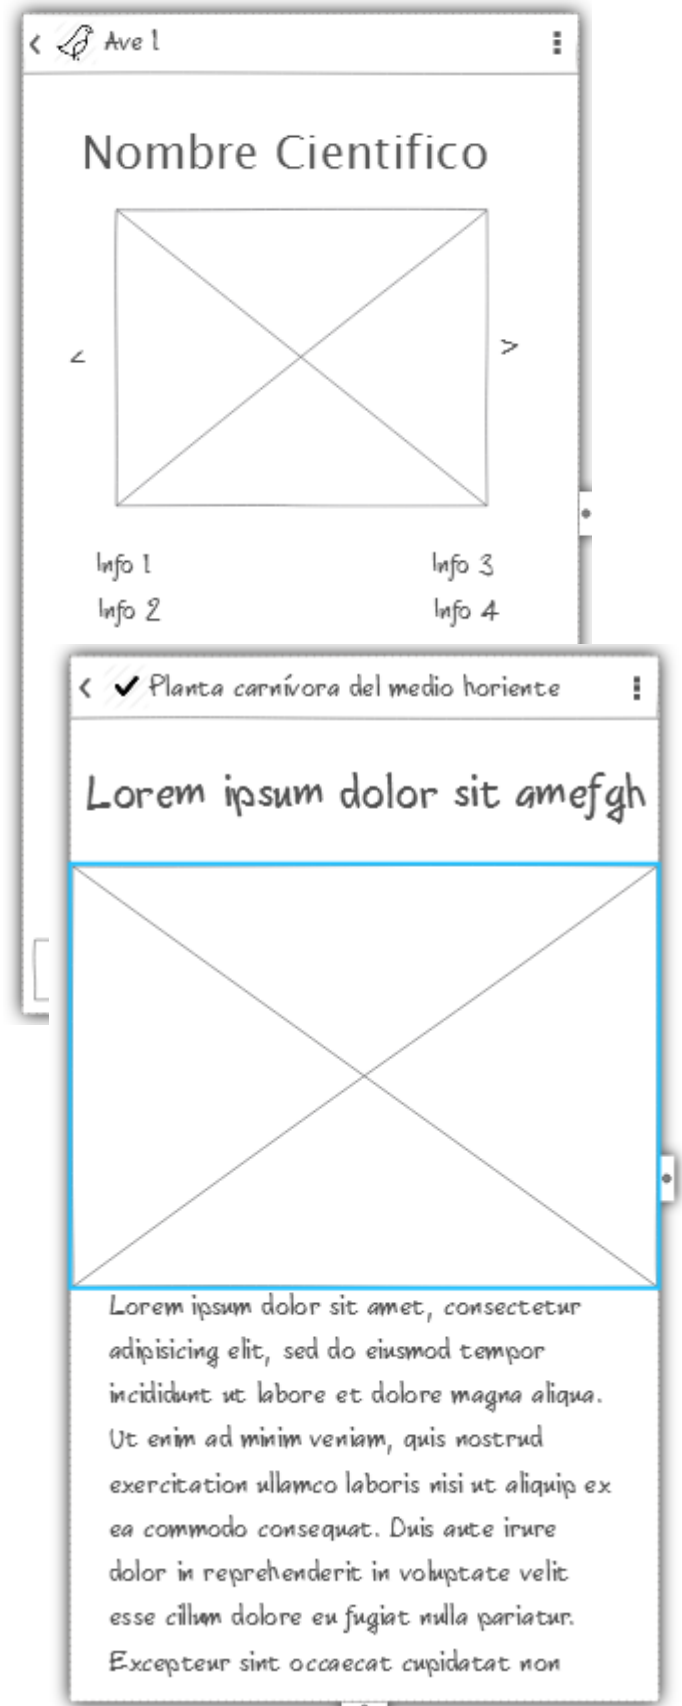 Ave 1
Nombre Cientifico
< >
Info 1 Info 3
Info 2 Info 4
Planta carnívora del medio horiente
Lorem ipsum dolor sit amefgh
Lorem ipsum dolor sit amet, consectetur
adipisicing elit, sed do eiusmod tempor
incididunt ut labore et dolore magna aliqua.
Ut enim ad minim veniam, quis nostrud
exercitation ullamco laboris nisi ut aliquip ex
ea commodo consequat. Duis aute irure
dolor in reprehenderit in voluptate velit
esse cillum dolore eu fugiat nulla pariatur.
Excepteur sint occaecat cupidatat non